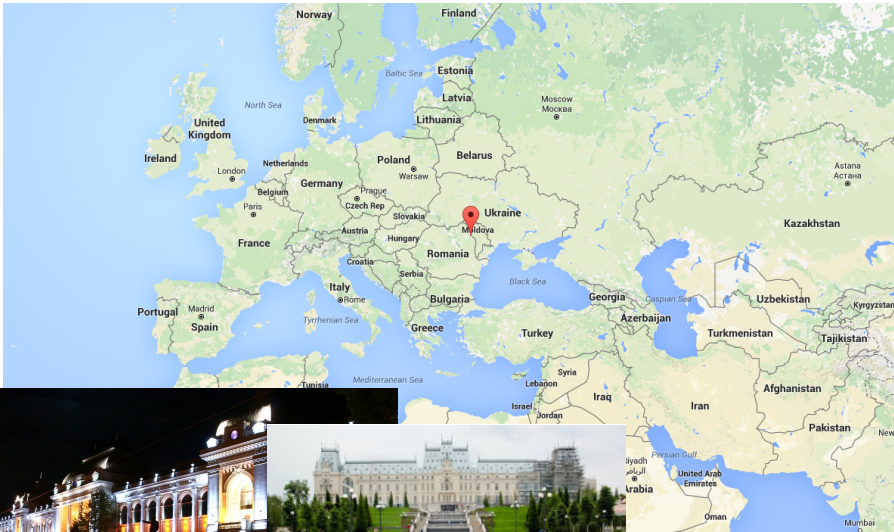 Norway
Finland
Baltic Sea
Estonia
North Sea
Latvia
Moscow
Москва
Denmark
Lithuania
United
Kingdom
Ireland
Netherlands
Poland
Belarus
London
Warsaw
Astana
Астана
Belgium
Germany
Prague
Paris
Czech Rep
Ukraine
Slovakia
Kazakhstan
Austria
Moldova
France
Hungary
Romania
Croatia
Serbia
Black Sea
Italy
Rome
Bulgaria
Georgia
Caspian Sea
Uzbekistan
Kyrgyzstan
Portugal
Madrid
Spain
Tyrrhenian Sea
Greece
Turkey
Azerbaijan
Turkmenistan
Tajikistan
Mediterranean Sea
Tunisia
Syria
Lebanon
Afghanistan
Iraq
Israel
Iran
Jordan
Pakistan
New
Persian Gulf
Riyadh
الرياض
United Arab
Emirates
Arabia
Oman
Mumbai